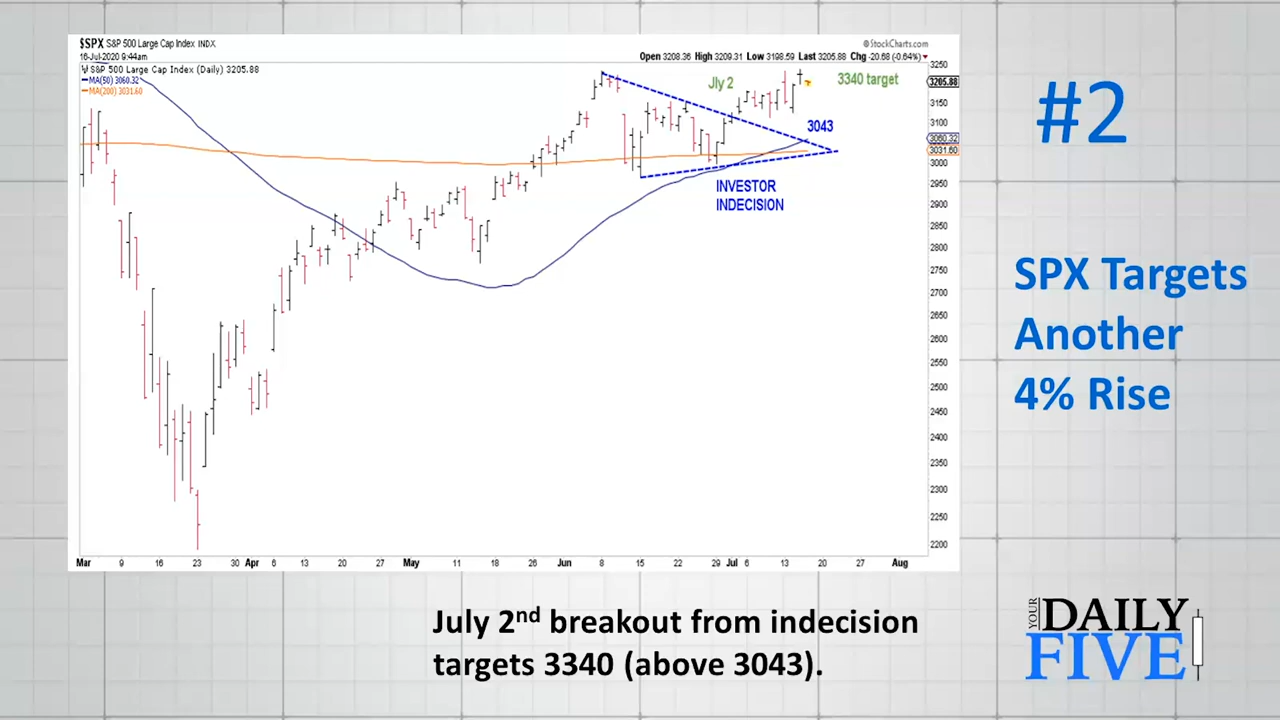 $SPX S&P 500 Large Cap Index INDX
© StockCharts.com
16-Jul-2020 9:44am
Open 3208.36 High 3209.31 Low 3198.59 Last 3205.88 Chg -20.68 (-0.64%)
S&P 500 Large Cap Index (Daily) 3205.88
MA(50) 3060.32
MA(200) 3031.60
Jly 2
3340 target
3043
INVESTOR
INDECISION
3250
3205.88
3150
3100
3060.32
3031.60
3000
2950
2900
2850
2800
2750
2700
2650
2600
2550
2500
2450
2400
2350
2300
2250
2200
Mar 9 16 23 30 Apr 6 13 20 27 May 11 18 26 Jun 8 15 22 29 Jul 6 13 20 27 Aug
#2
SPX Targets
Another
4% Rise
July 2nd breakout from indecision
targets 3340 (above 3043).
YOUR
DAILY
FIVE